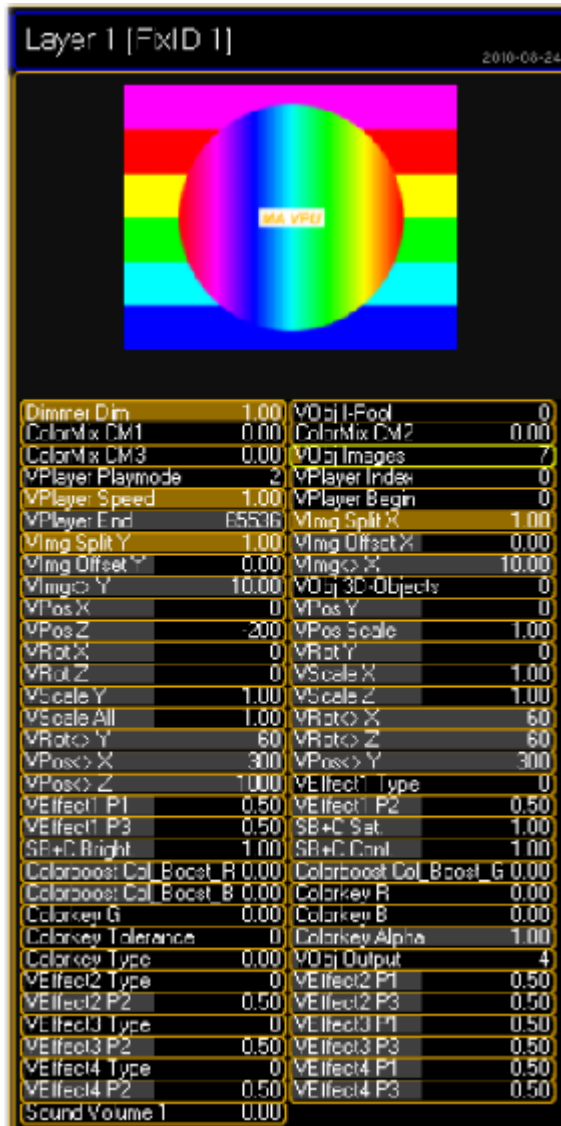 Layer 1 [FixID 1]
2010-08-24
MA VPU
Dimmer Dim 1.00 VObj I-Pool 0
ColorMix CM1 0.00 ColorMix CM2 0.00
ColorMix CM3 0.00 VObj Images 7
VPlayer Playmode 2 VPlayer Index 0
VPlayer Speed 1.00 VPlayer Begin 0
VPlayer End 65536 VImg Split X 1.00
VImg Split Y 1.00 VImg Offset X 0.00
VImg Offset Y 0.00 VImg<> X 10.00
VImg<> Y 10.00 VObj 3D-Objects 0
VPos X 0 VPos Y 0
VPos Z -200 VPos Scale 1.00
VRot X 0 VRot Y 0
VRot Z 0 VScale X 1.00
VScale Y 1.00 VScale Z 1.00
VScale All 1.00 VRot<> X 60
VRot<> Y 60 VRot<> Z 60
VPos<> X 300 VPos<> Y 300
VPos<> Z 1000 VEffect1 Type 0
VEffect1 P1 0.50 VEffect1 P2 0.50
VEffect1 P3 0.50 SB+C Sat. 1.00
SB+C Bright 1.00 SB+C Cont. 1.00
Colorboost Col_Boost_R 0.00 Colorboost Col_Boost_G 0.00
Colorboost Col_Boost_B 0.00 Colorkey R 0.00
Colorkey G 0.00 Colorkey B 0.00
Colorkey Tolerance 0 Colorkey Alpha 1.00
Colorkey Type 0.00 VObj Output 4
VEffect2 Type 0 VEffect2 P1 0.50
VEffect2 P2 0.50 VEffect2 P3 0.50
VEffect3 Type 0 VEffect3 P1 0.50
VEffect3 P2 0.50 VEffect3 P3 0.50
VEffect4 Type 0 VEffect4 P1 0.50
VEffect4 P2 0.50 VEffect4 P3 0.50
Sound Volume 1 0.00